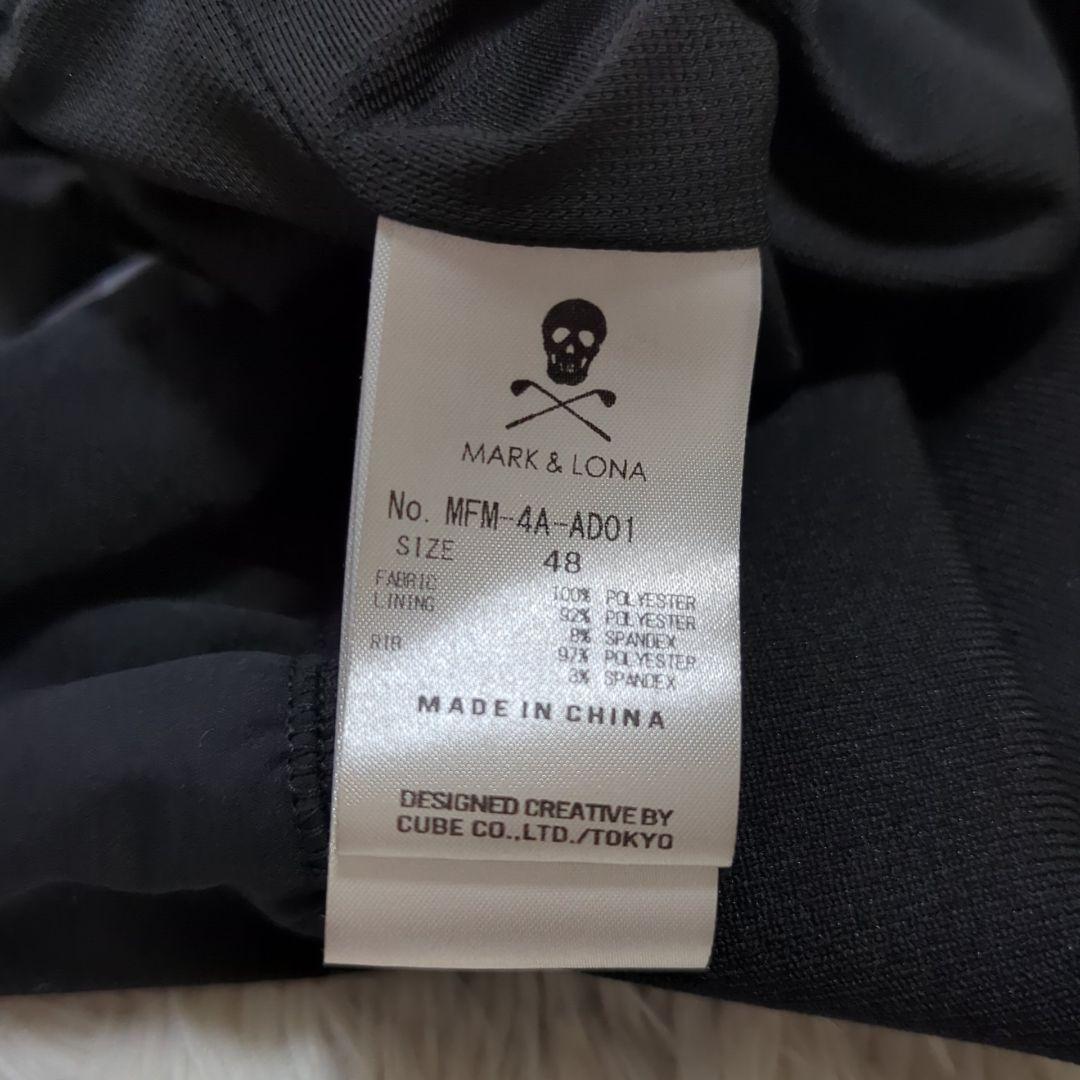 MARK & LONA
No. MFM-4A-AD01
SIZE 48
FABRIC 100% POLYESTER
LINING 92% POLYESTER
8% SPANDEX
RIB 97% POLYESTER
3% SPANDEX
MADE IN CHINA
DESIGNED CREATIVE BY
CUBE CO.,LTD./TOKYO